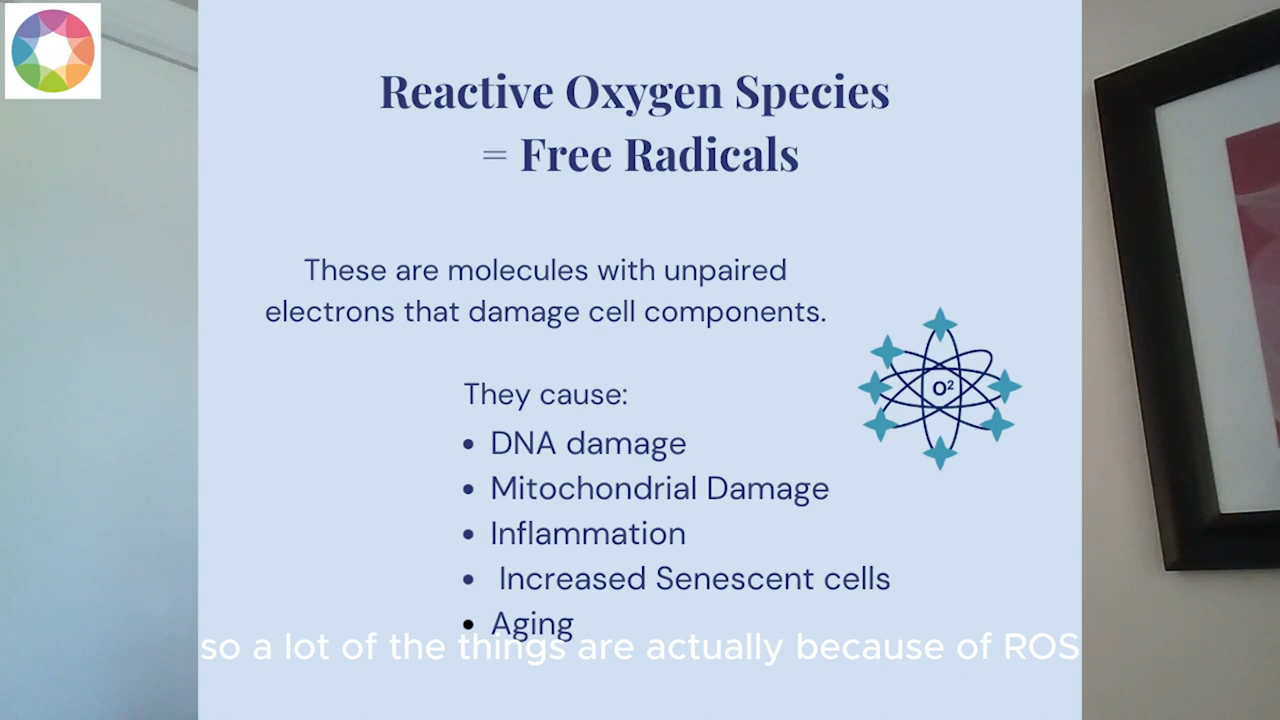 Reactive Oxygen Species
= Free Radicals
These are molecules with unpaired
electrons that damage cell components.
O²
They cause:
• DNA damage
• Mitochondrial Damage
• Inflammation
• Increased Senescent cells
• Aging
so a lot of the things are actually because of ROS